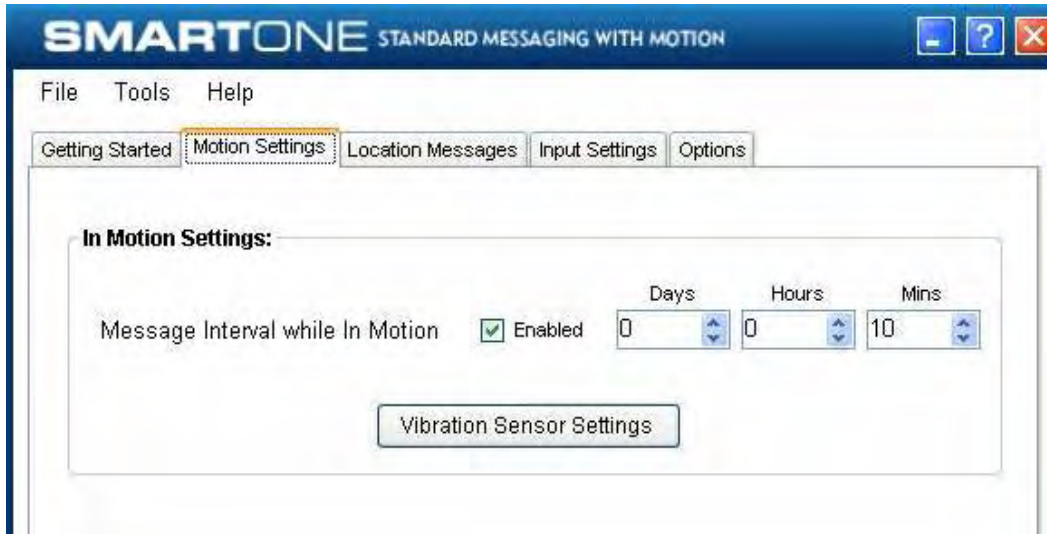 SMARTONE STANDARD MESSAGING WITH MOTION
File Tools Help
Getting Started Motion Settings Location Messages Input Settings Options
In Motion Settings:
Days Hours Mins
Message Interval while In Motion Enabled 0 0 10
Vibration Sensor Settings